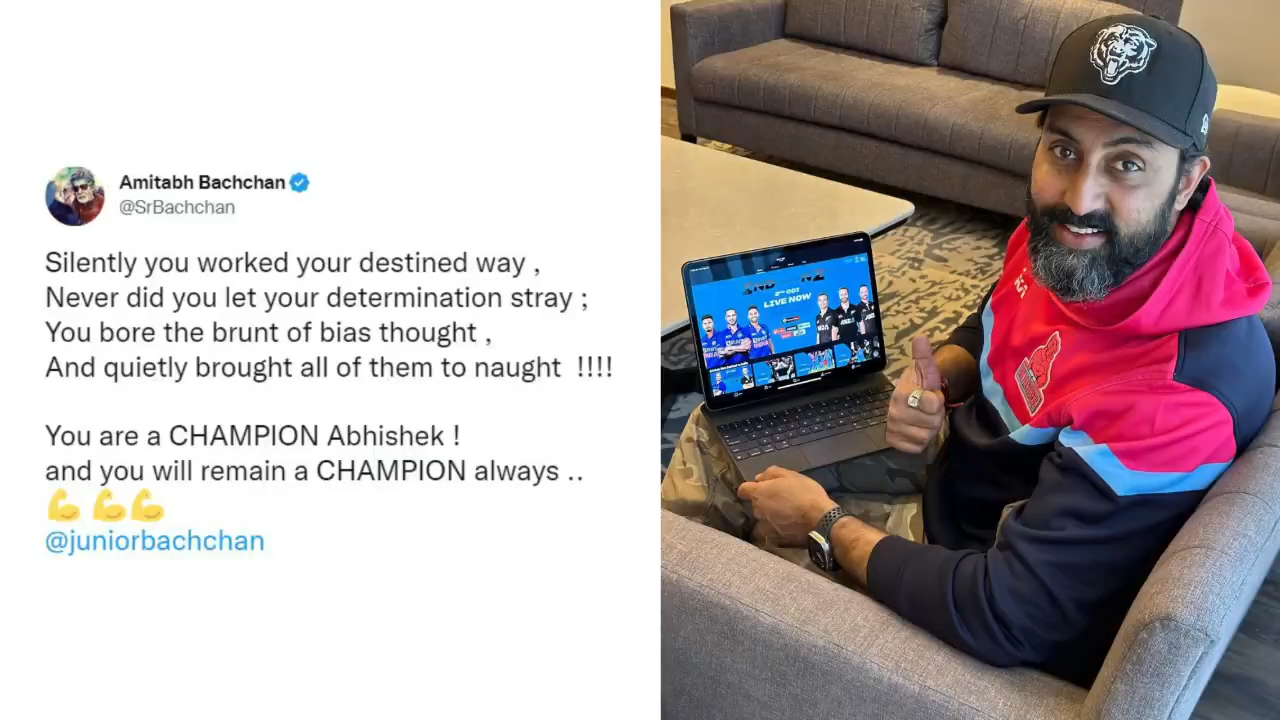 Amitabh Bachchan
@SrBachchan
Silently you worked your destined way ,
Never did you let your determination stray ;
You bore the brunt of bias thought ,
And quietly brought all of them to naught !!!!
You are a CHAMPION Abhishek !
and you will remain a CHAMPION always ..
@juniorbachchan
LIVE NOW